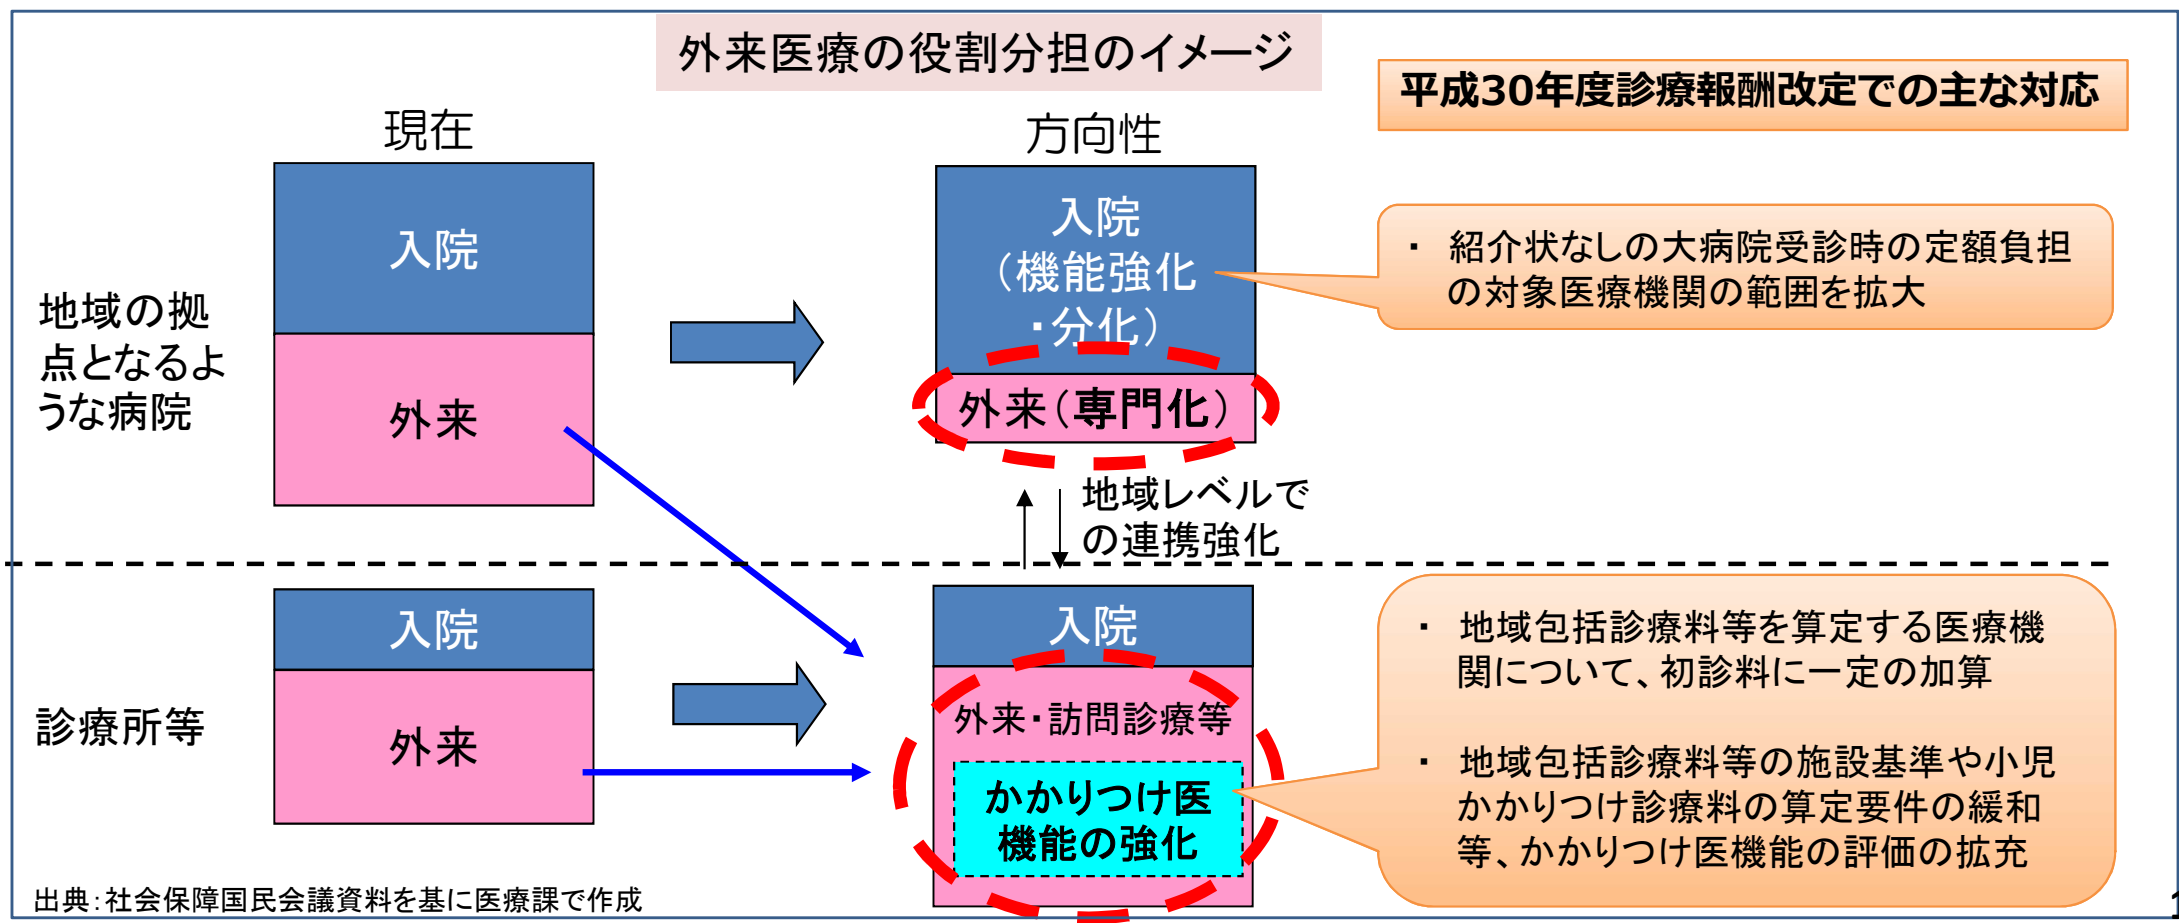 外来医療の役割分担のイメージ
平成30年度診療報酬改定での主な対応
現在
方向性
地域の拠
点となるよ
うな病院
入院
外来
入院
（機能強化
・分化）
外来（専門化）
・ 紹介状なしの大病院受診時の定額負担
の対象医療機関の範囲を拡大
地域レベルで
の連携強化
診療所等
入院
外来
入院
外来・訪問診療等
かかりつけ医
機能の強化
・ 地域包括診療料等を算定する医療機
関について、初診料に一定の加算
・ 地域包括診療料等の施設基準や小児
かかりつけ診療料の算定要件の緩和
等、かかりつけ医機能の評価の拡充
出典：社会保障国民会議資料を基に医療課で作成